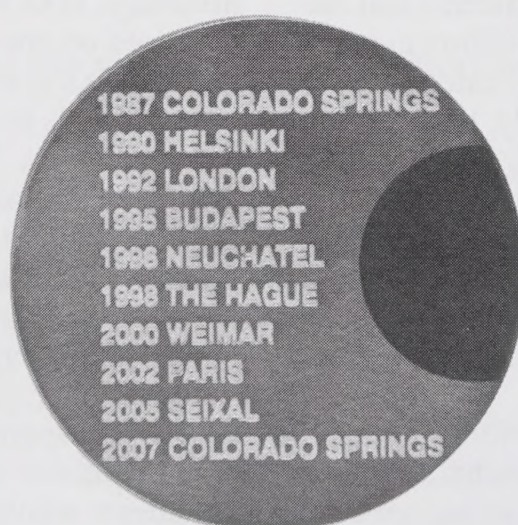 1987 COLORADO SPRINGS
1990 HELSINKI
1992 LONDON
1995 BUDAPEST
1996 NEUCHATEL
1998 THE HAGUE
2000 WEIMAR
2002 PARIS
2005 SEIXAL
2007 COLORADO SPRINGS